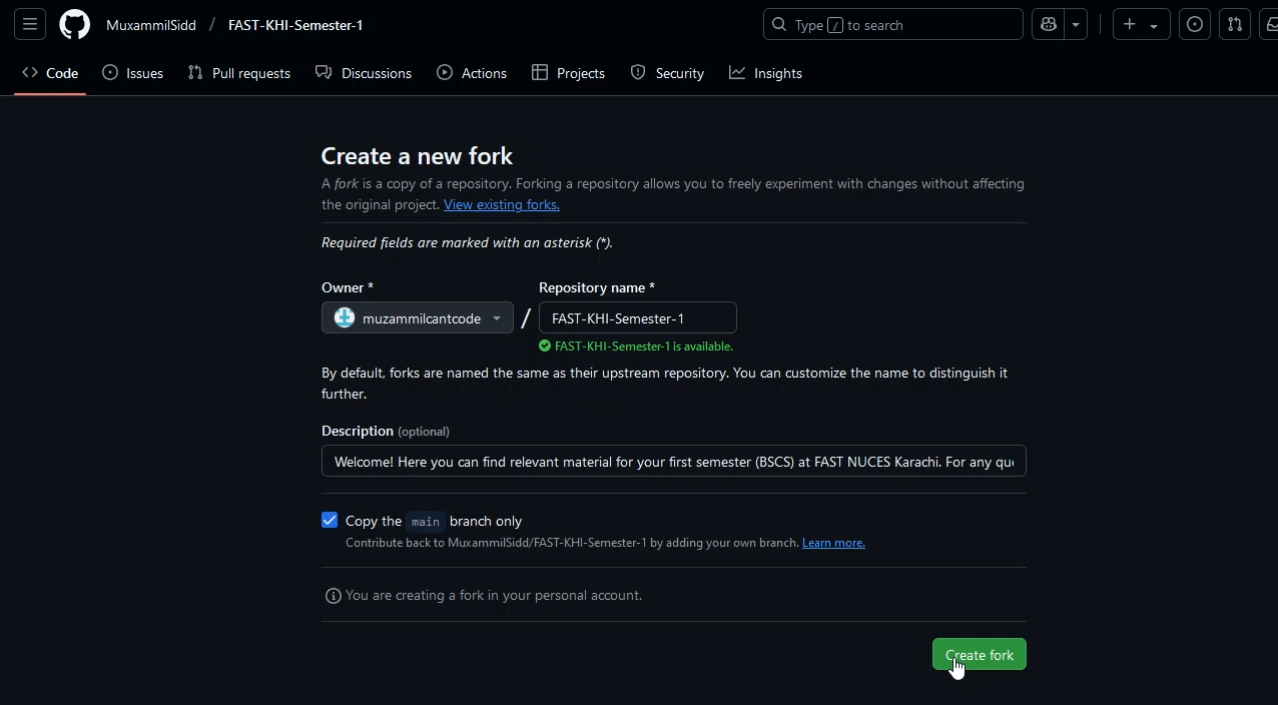 MuxammilSidd / FAST-KHI-Semester-1
Type / to search
Code Issues Pull requests Discussions Actions Projects Security Insights
Create a new fork
A fork is a copy of a repository. Forking a repository allows you to freely experiment with changes without affecting
the original project. View existing forks.
Required fields are marked with an asterisk (*).
Owner * Repository name *
muzammilcantcode / FAST-KHI-Semester-1
FAST-KHI-Semester-1 is available.
By default, forks are named the same as their upstream repository. You can customize the name to distinguish it
further.
Description (optional)
Welcome! Here you can find relevant material for your first semester (BSCS) at FAST NUCES Karachi. For any qu
Copy the main branch only
Contribute back to MuxammilSidd/FAST-KHI-Semester-1 by adding your own branch. Learn more.
You are creating a fork in your personal account.
Create fork